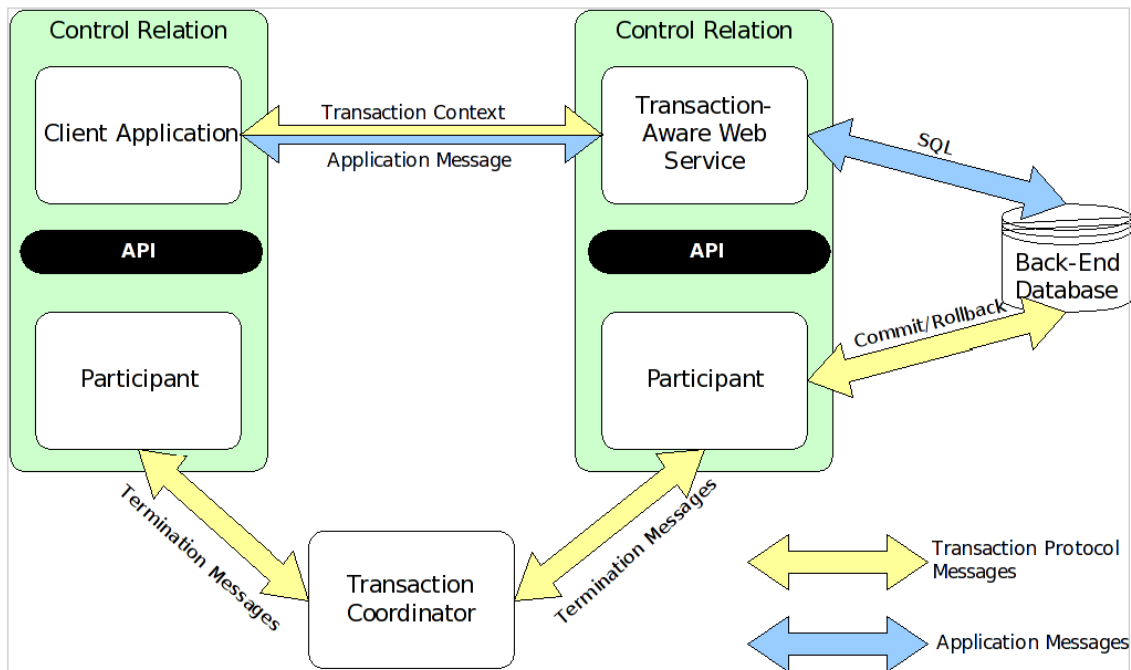 Control Relation
Control Relation
Client Application
Transaction Context
Application Message
Transaction-
Aware Web
Service
SQL
API
API
Back-End
Database
Commit/Rollback
Participant
Participant
Termination Messages
Termination Messages
Transaction
Coordinator
Transaction Protocol
Messages
Application Messages